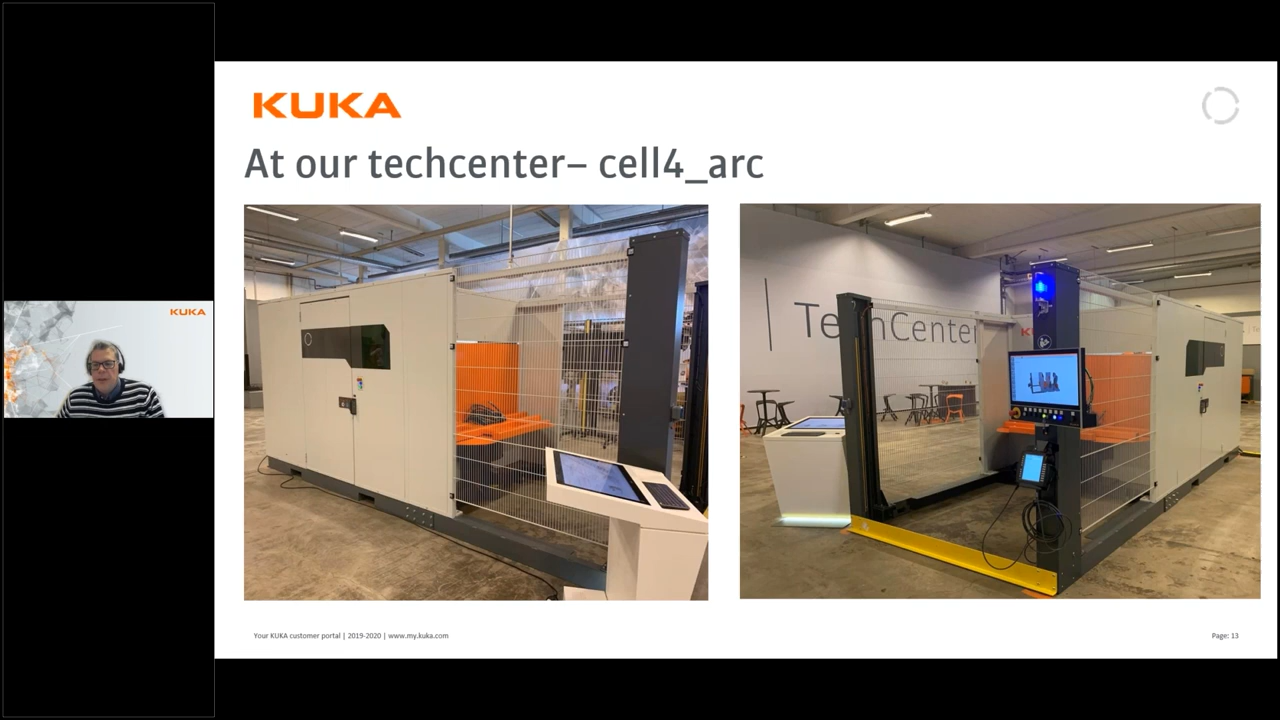 KUKA
KUKA
At our techcenter– cell4_arc
TechCenter
Your KUKA customer portal | 2019-2020 | www.my.kuka.com
Page: 13